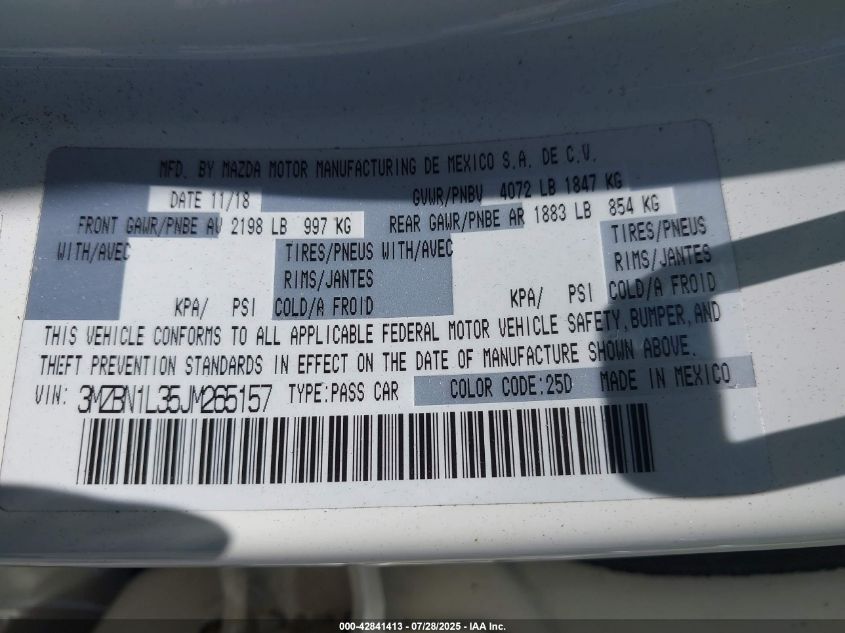 MFD. BY MAZDA MOTOR MANUFACTURING DE MEXICO S.A. DE C.V.
DATE 11/18 GVWR/PNBV 4072 LB 1847 KG
FRONT GAWR/PNBE AV 2198 LB 997 KG REAR GAWR/PNBE AR 1883 LB 854 KG
WITH/AVEC TIRES/PNEUS WITH/AVEC TIRES/PNEUS
RIMS/JANTES RIMS/JANTES
KPA/ PSI COLD/A FROID KPA/ PSI COLD/A FROID
THIS VEHICLE CONFORMS TO ALL APPLICABLE FEDERAL MOTOR VEHICLE SAFETY, BUMPER, AND
THEFT PREVENTION STANDARDS IN EFFECT ON THE DATE OF MANUFACTURE SHOWN ABOVE.
VIN: 3MZBN1L35JM265157 TYPE:PASS CAR COLOR CODE:25D MADE IN MEXICO
000-42841413 | 07/28/2025 - IAA Inc.